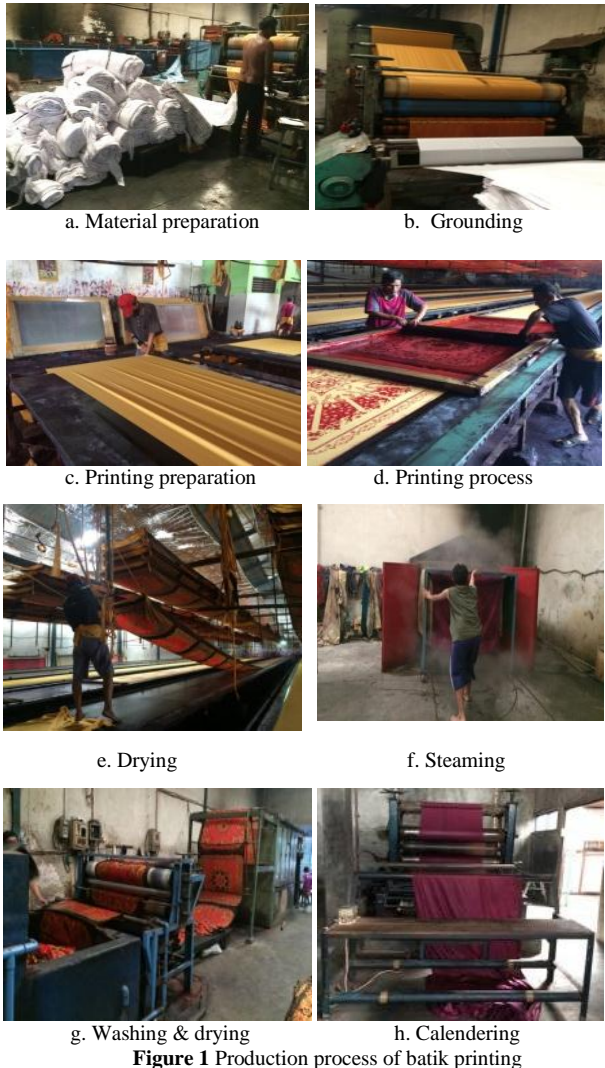 a. Material preparation
b. Grounding
c. Printing preparation
d. Printing process
e. Drying
f. Steaming
g. Washing & drying
h. Calendering
Figure 1 Production process of batik printing